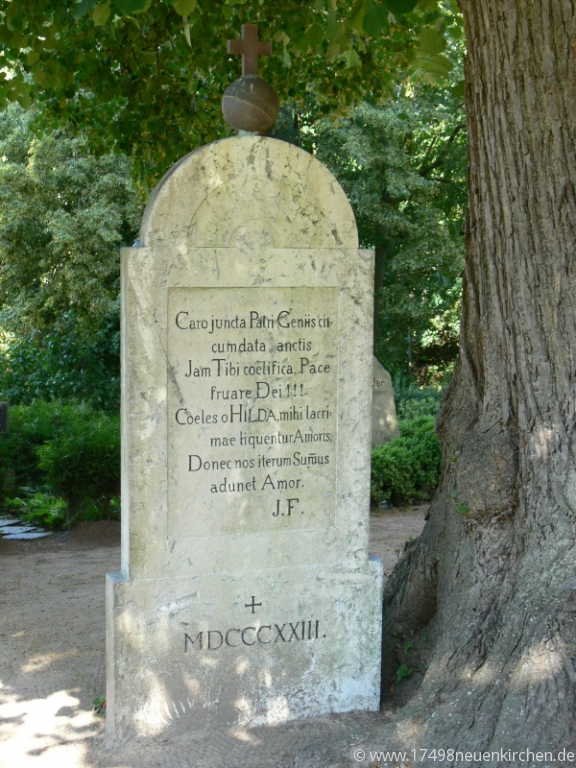 Caro juncta Patri Geniis cir
cumdata sanctis
Jam Tibi coelifica, Pace
fruare Dei!!!
Coeles o HILDA, mihi lacri-
mae liquentur Amoris,
Donec nos iterum Sum̄us
adunet Amor.
J.F.
MDCCCXXIII.
© www.17498neuenkirchen.de